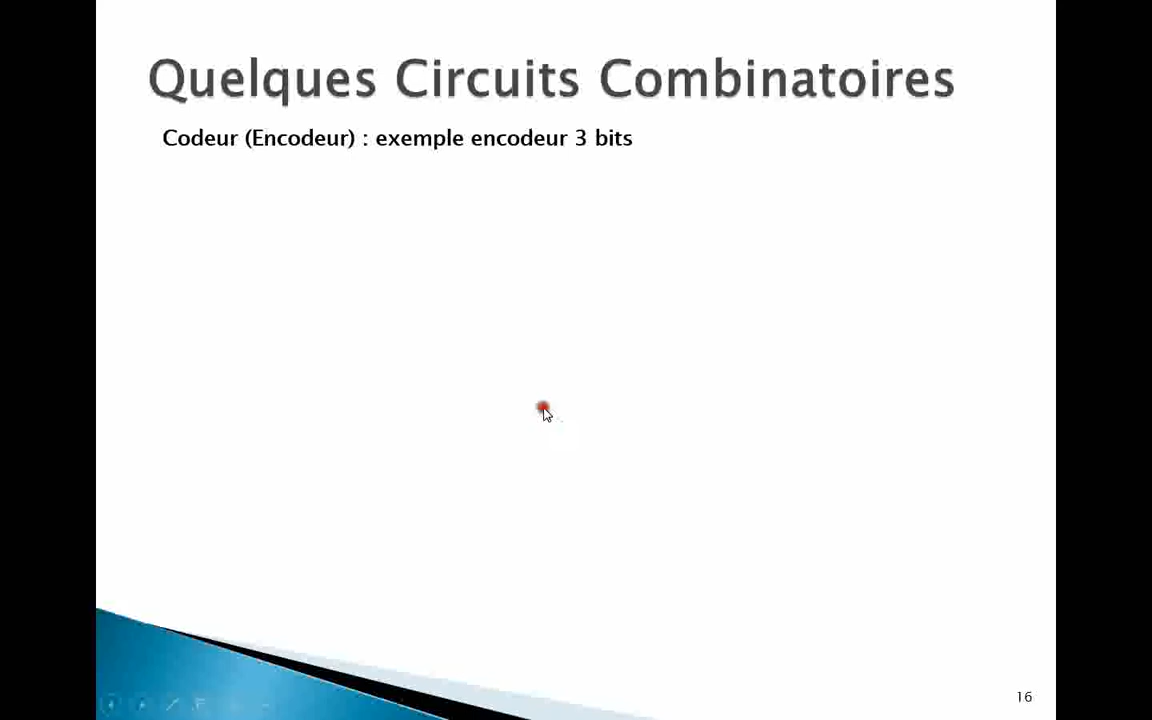 Quelques Circuits Combinatoires
Codeur (Encodeur) : exemple encodeur 3 bits
16